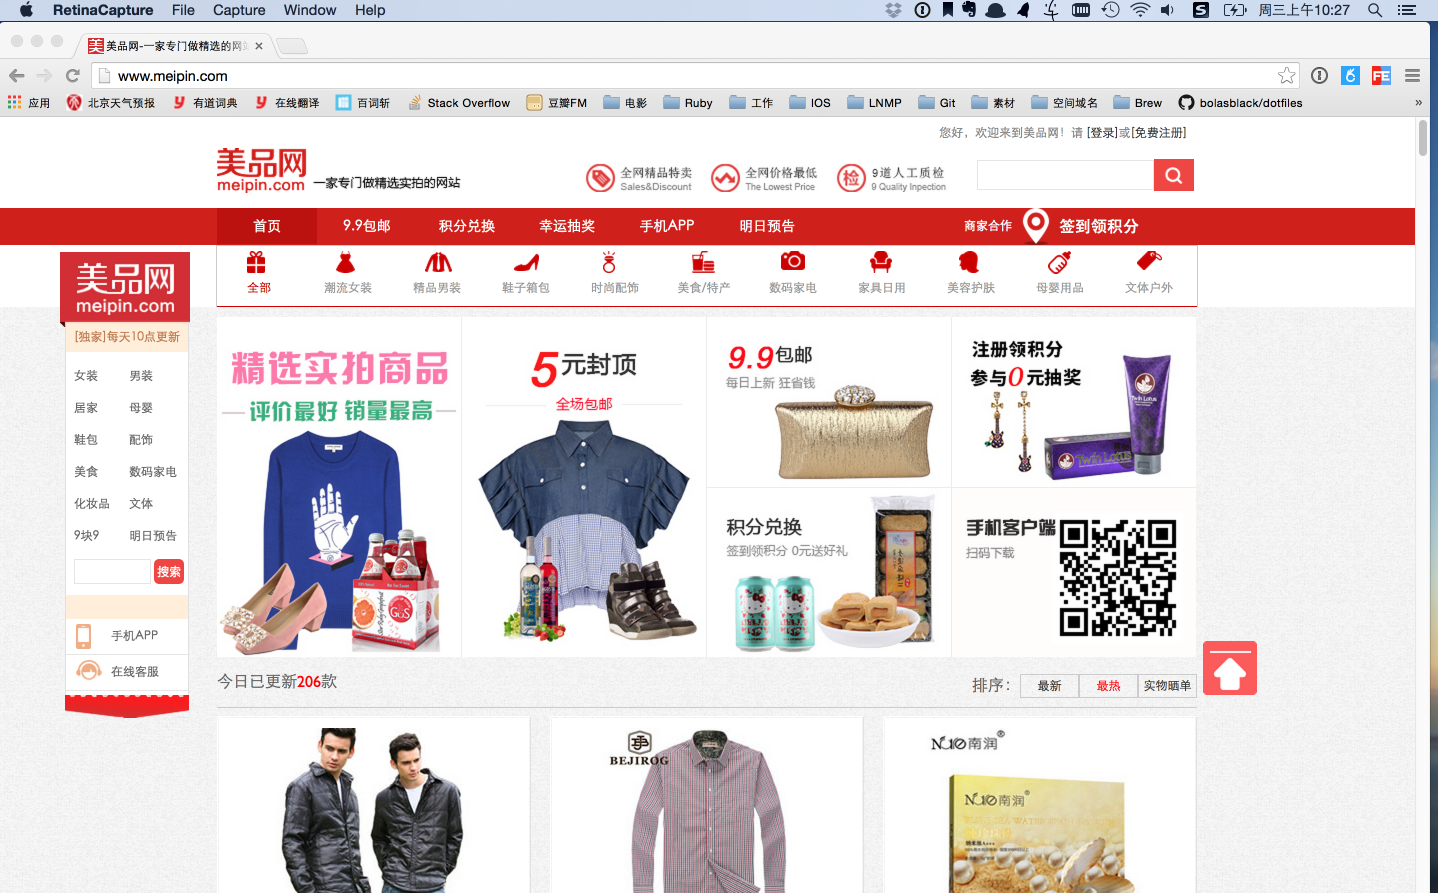 RetinaCapture File Capture Window Help
周三上午10:27
美品网-一家专门做精选的网站
www.meipin.com
应用 北京天气预报 有道词典 在线翻译 百词斩 Stack Overflow 豆瓣FM 电影 Ruby 工作 IOS LNMP Git 素材 空间域名 Brew bolasblack/dotfiles »
您好，欢迎来到美品网！请 [登录]或[免费注册]
美品网
meipin.com 一家专门做精选实拍的网站
全网精品特卖
Sales&Discount
全网价格最低
The Lowest Price
检
9道人工质检
9 Quality Inpection
首页 9.9包邮 积分兑换 幸运抽奖 手机APP 明日预告 商家合作 签到领积分
全部 潮流女装 精品男装 鞋子箱包 时尚配饰 美食/特产 数码家电 家具日用 美容护肤 母婴用品 文体户外
美品网
meipin.com
[独家]每天10点更新
女装 男装
居家 母婴
鞋包 配饰
美食 数码家电
化妆品 文体
9块9 明日预告
搜索
手机APP
在线客服
精选实拍商品
评价最好 销量最高
5元封顶
全场包邮
9.9包邮
每日上新 狂省钱
注册领积分
参与0元抽奖
Twin Lotus
Twin Lotus
积分兑换
签到领积分 0元送好礼
手机客户端
扫码下载
GuS
今日已更新206款
排序： 最新 最热 实物晒单
BEJIROG
南润®
南润®